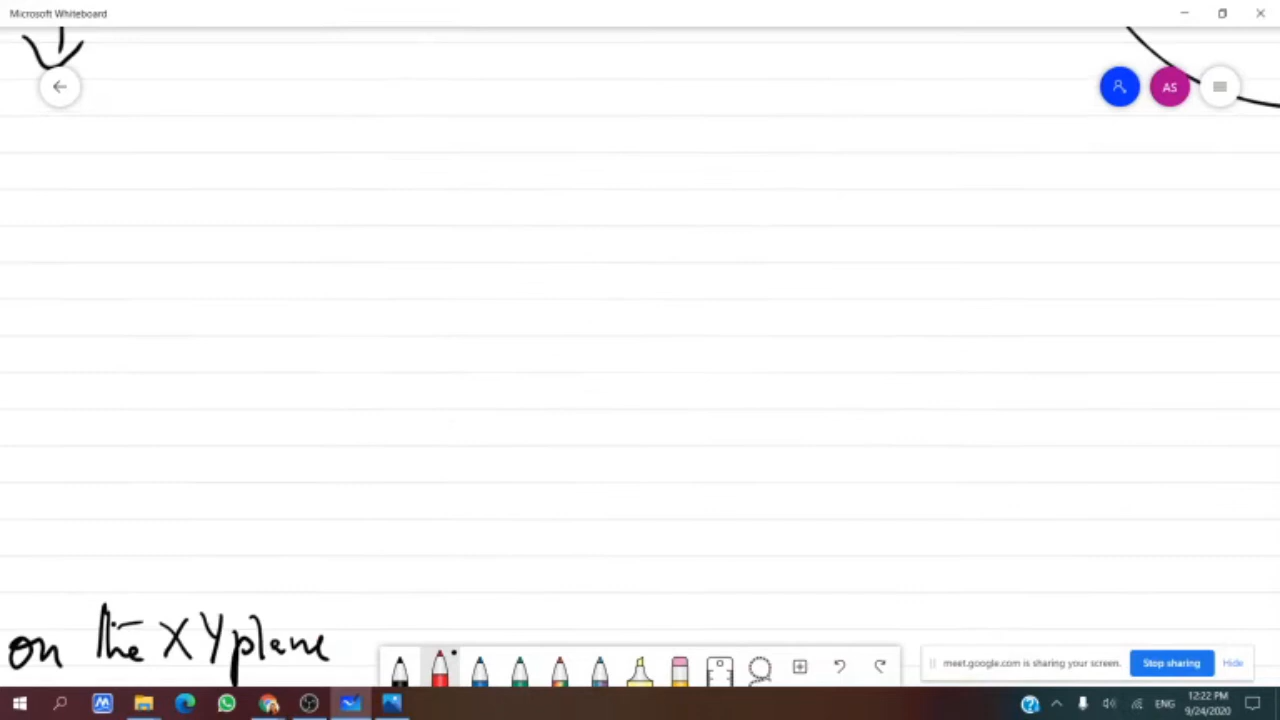 Microsoft Whiteboard
AS
on the XY plane
meet.google.com is sharing your screen.
Stop sharing
Hide
ENG
12:22 PM
9/24/2020